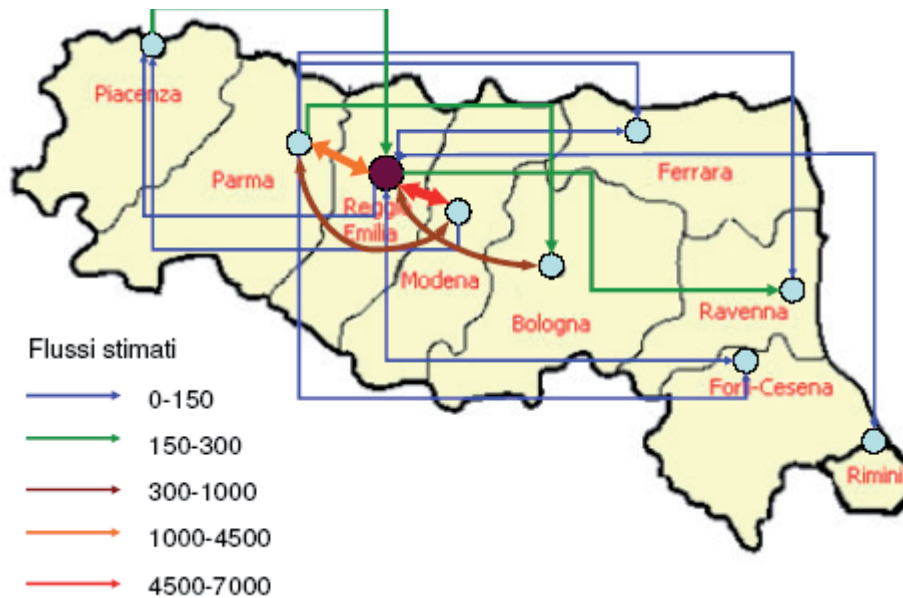 Piacenza
Parma
Reggio
Emilia
Modena
Bologna
Ferrara
Ravenna
Forlì-Cesena
Rimini
Flussi stimati
0-150
150-300
300-1000
1000-4500
4500-7000